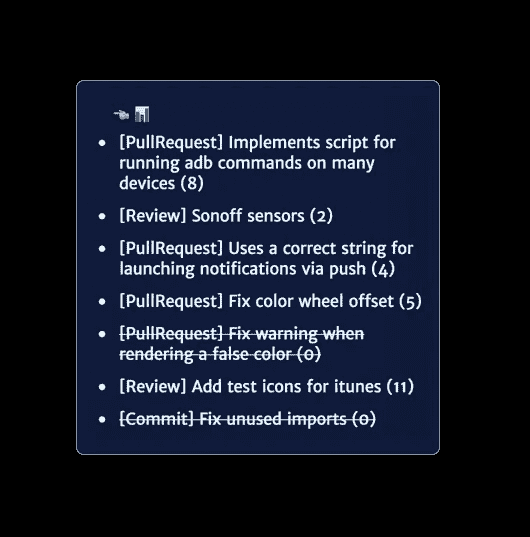 [PullRequest] Implements script for
running adb commands on many
devices (8)
[Review] Sonoff sensors (2)
[PullRequest] Uses a correct string for
launching notifications via push (4)
[PullRequest] Fix color wheel offset (5)
[PullRequest] Fix warning when
rendering a false color (0)
[Review] Add test icons for itunes (11)
[Commit] Fix unused imports (0)